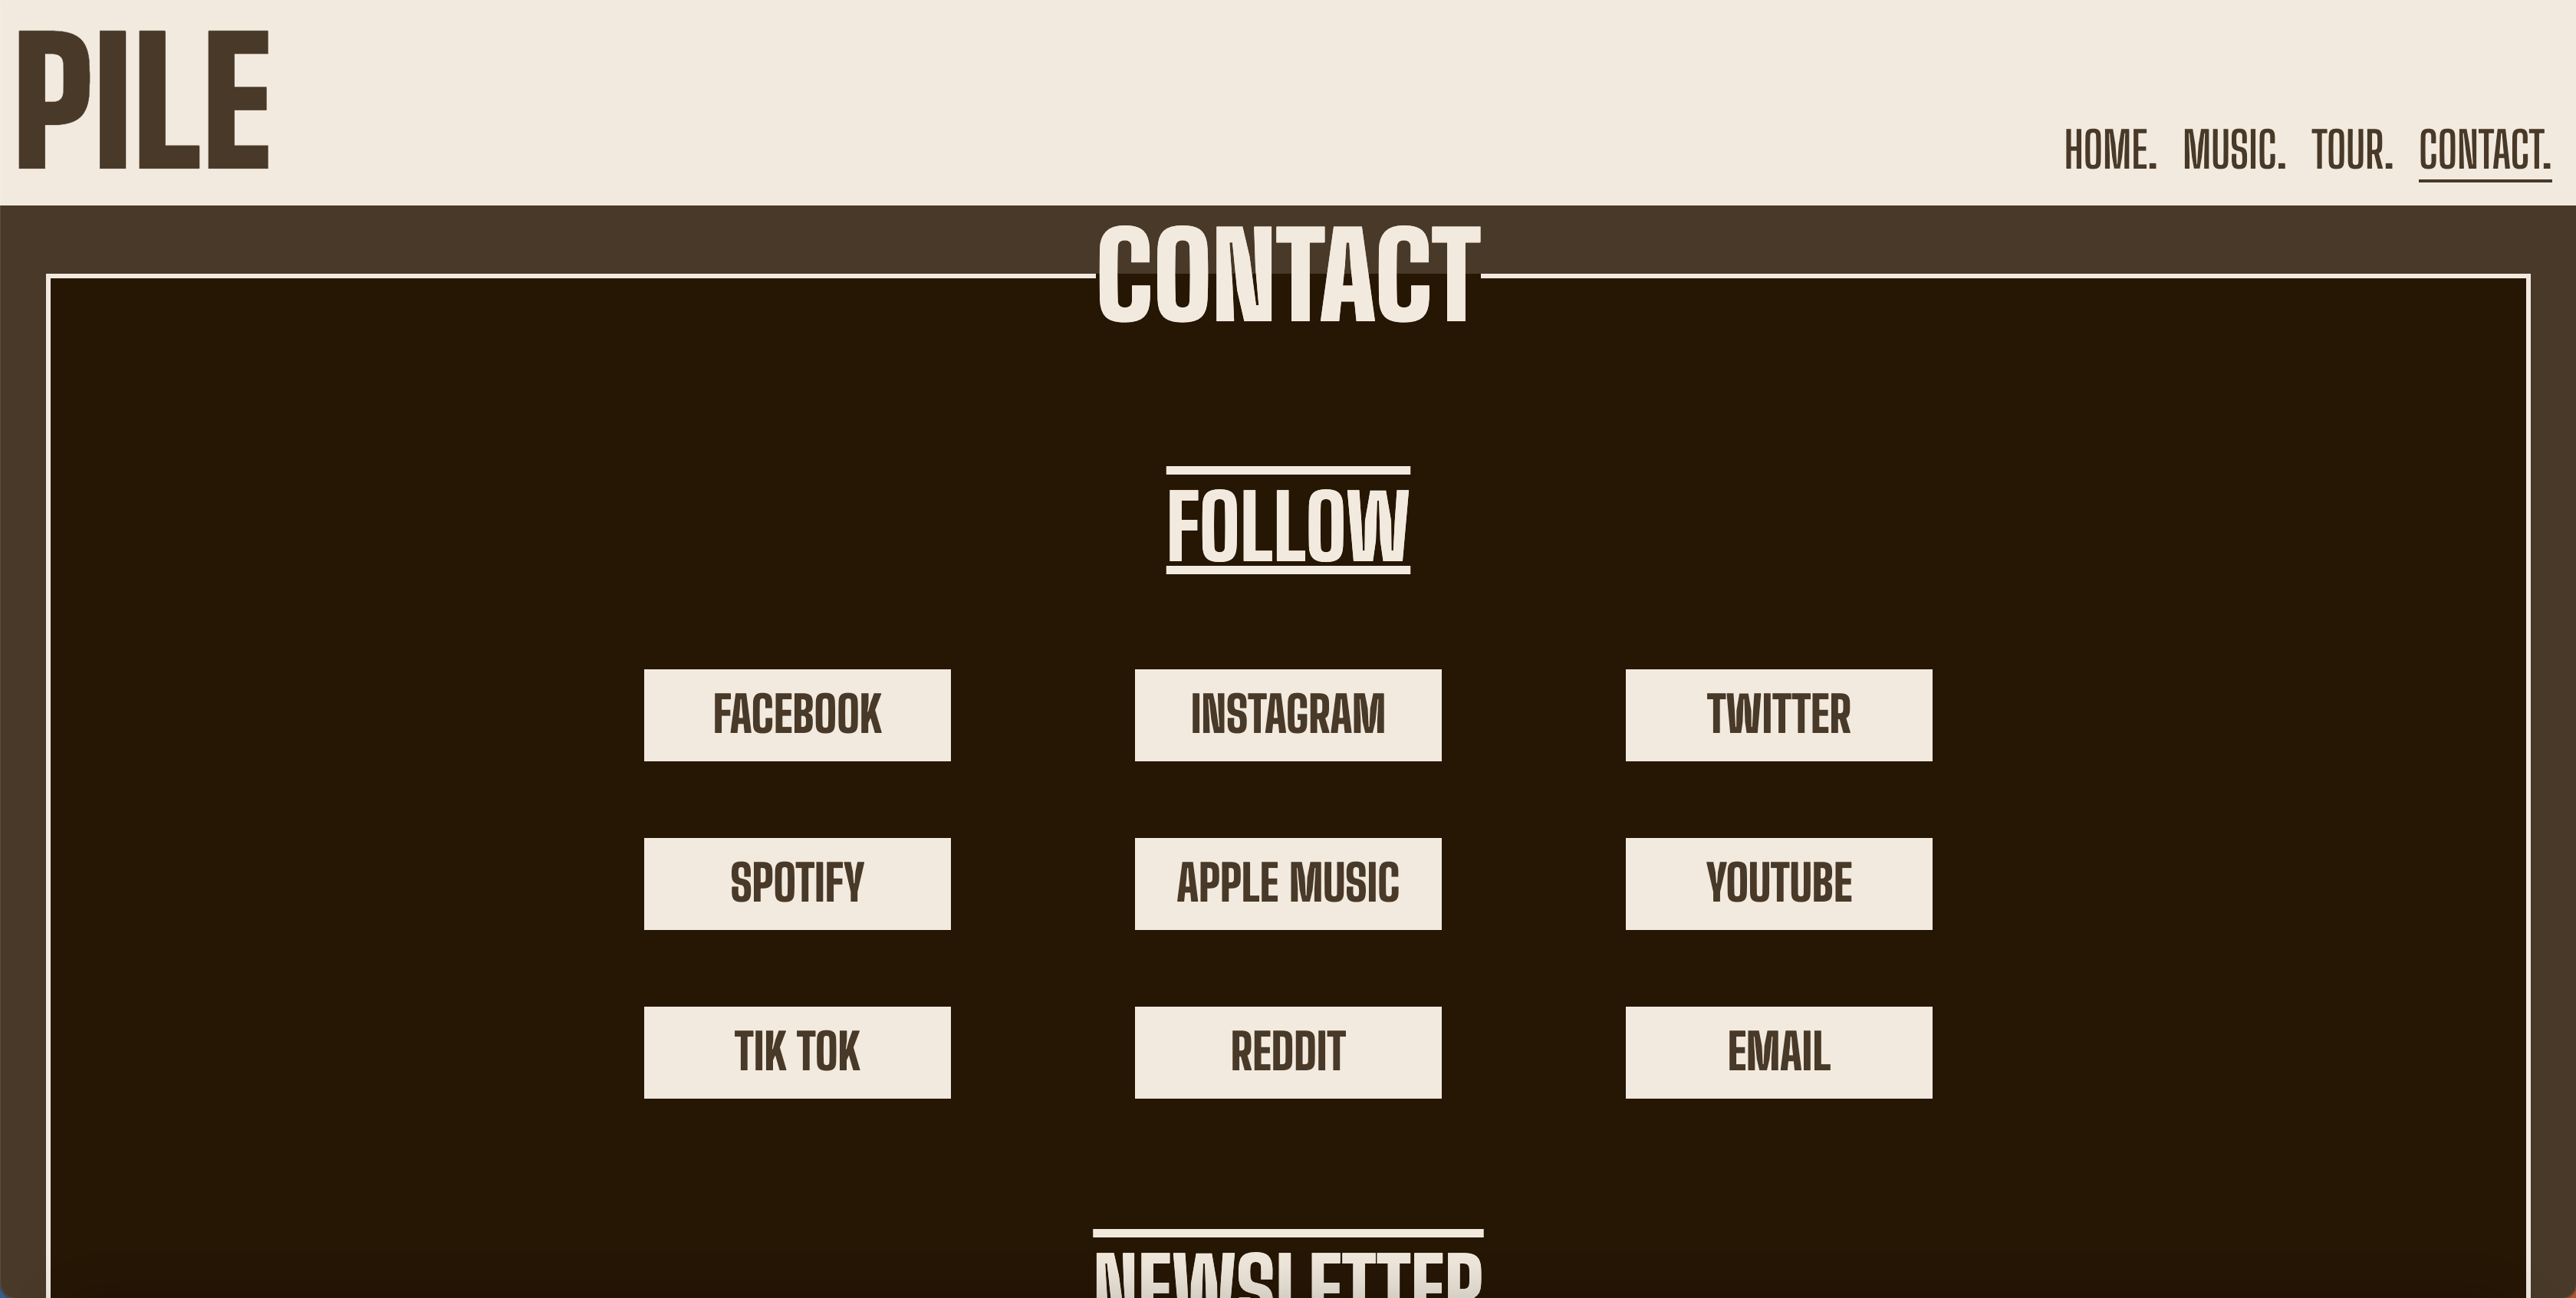 PILE
HOME. MUSIC. TOUR. CONTACT.
CONTACT
FOLLOW
FACEBOOK INSTAGRAM TWITTER
SPOTIFY APPLE MUSIC YOUTUBE
TIK TOK REDDIT EMAIL
NEWSLETTER